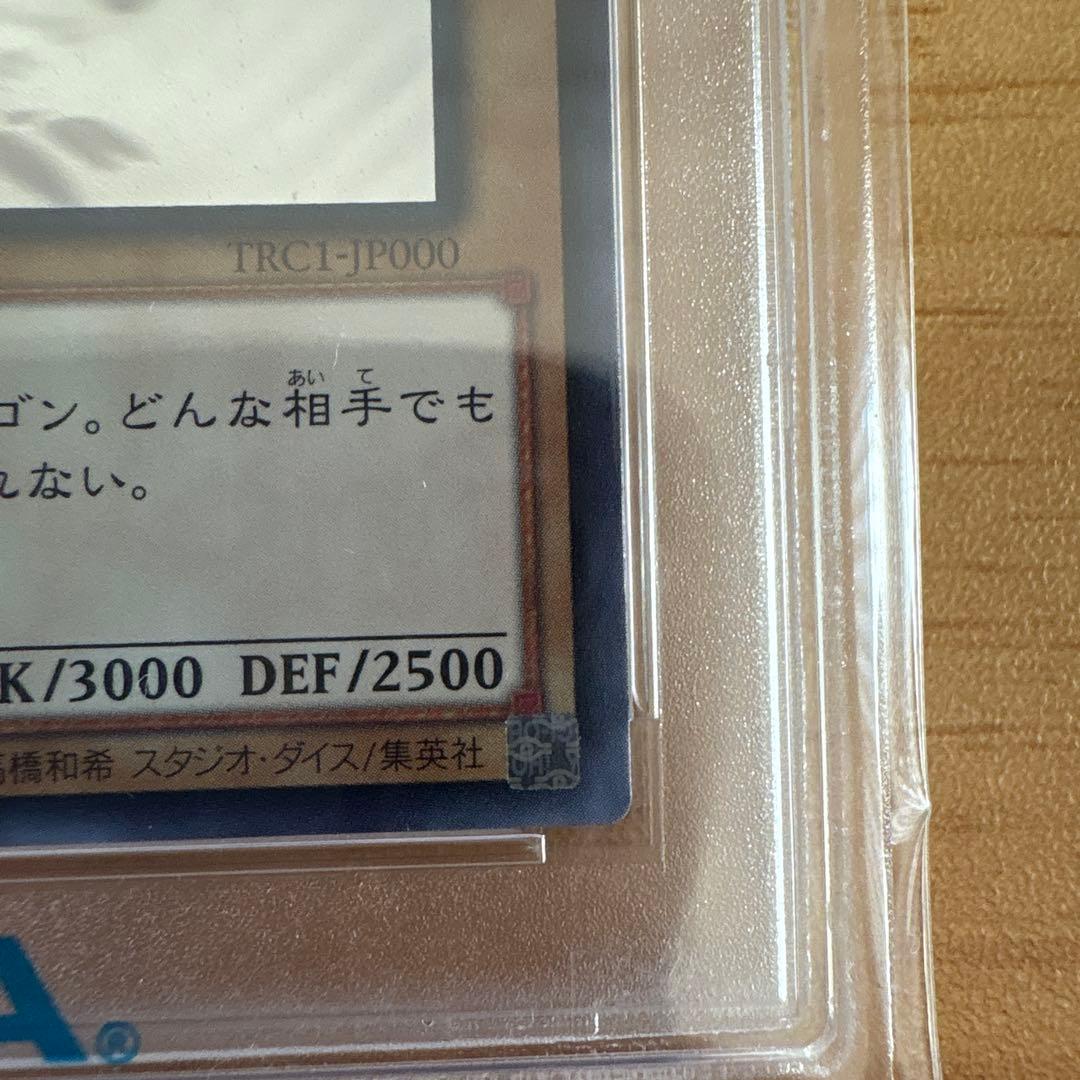 TRC1-JP000
あい て
ゴン。どんな相手でも
れない。
K/3000 DEF/2500
高橋和希 スタジオ・ダイス/集英社
A®